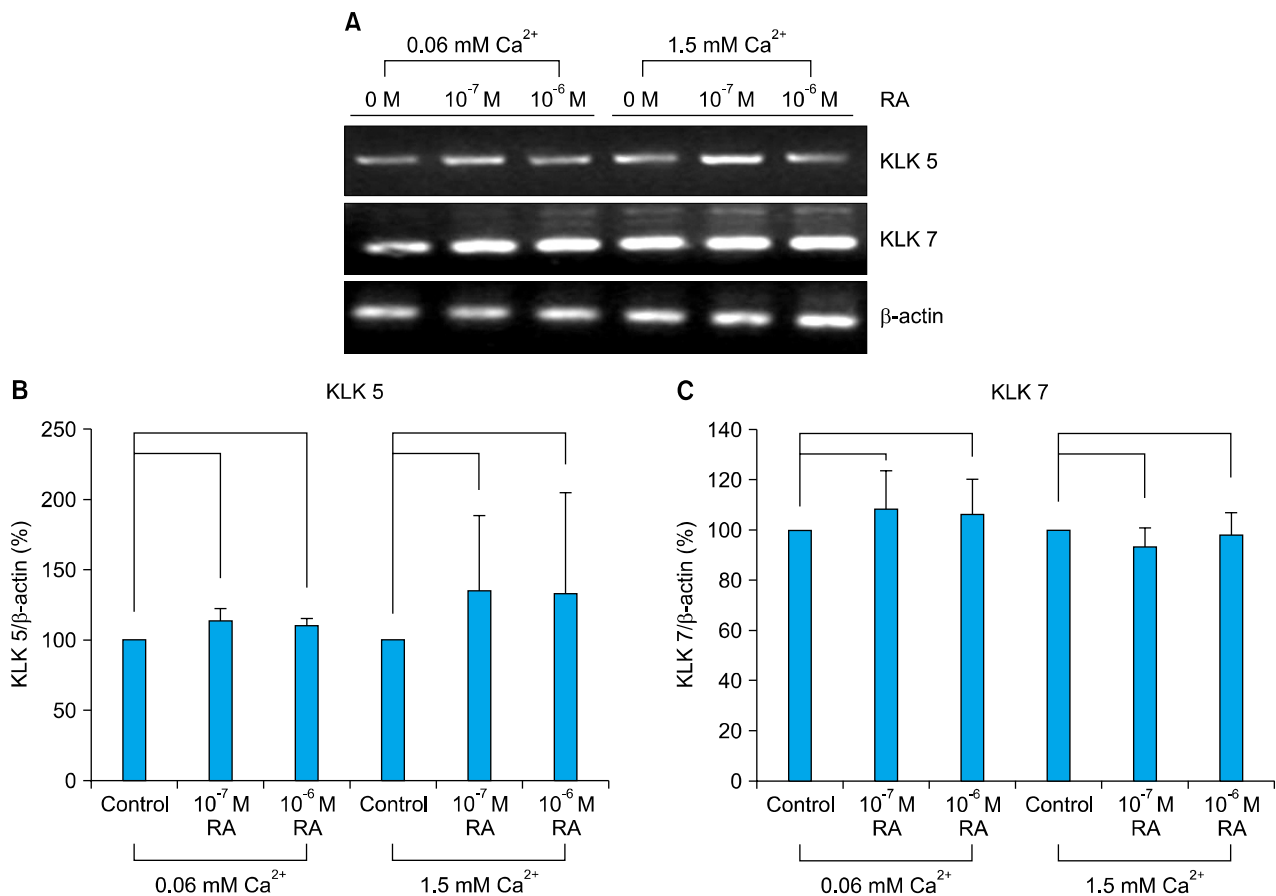 A
0.06 mM Ca²⁺ 1.5 mM Ca²⁺
0 M 10⁻⁷ M 10⁻⁶ M 0 M 10⁻⁷ M 10⁻⁶ M RA
KLK 5
KLK 7
β-actin
B KLK 5
KLK 5/β-actin (%)
250
200
150
100
50
0
Control 10⁻⁷ M 10⁻⁶ M Control 10⁻⁷ M 10⁻⁶ M
RA RA RA RA
0.06 mM Ca²⁺ 1.5 mM Ca²⁺
C KLK 7
KLK 7/β-actin (%)
140
120
100
80
60
40
20
0
Control 10⁻⁷ M 10⁻⁶ M Control 10⁻⁷ M 10⁻⁶ M
RA RA RA RA
0.06 mM Ca²⁺ 1.5 mM Ca²⁺